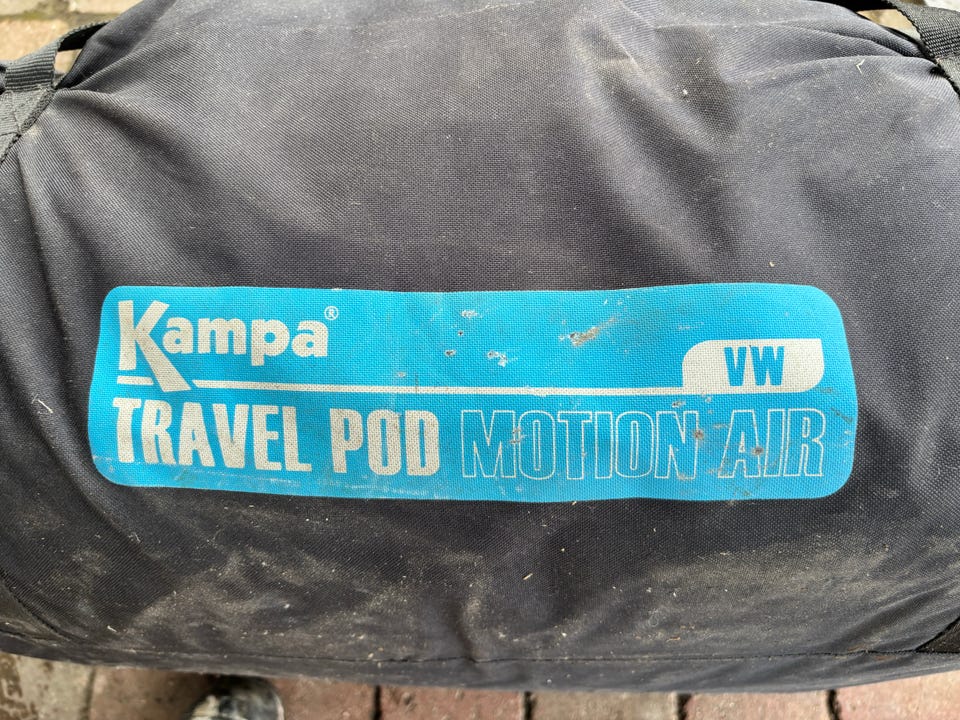 Kampa®
VW
TRAVEL POD MOTION AIR